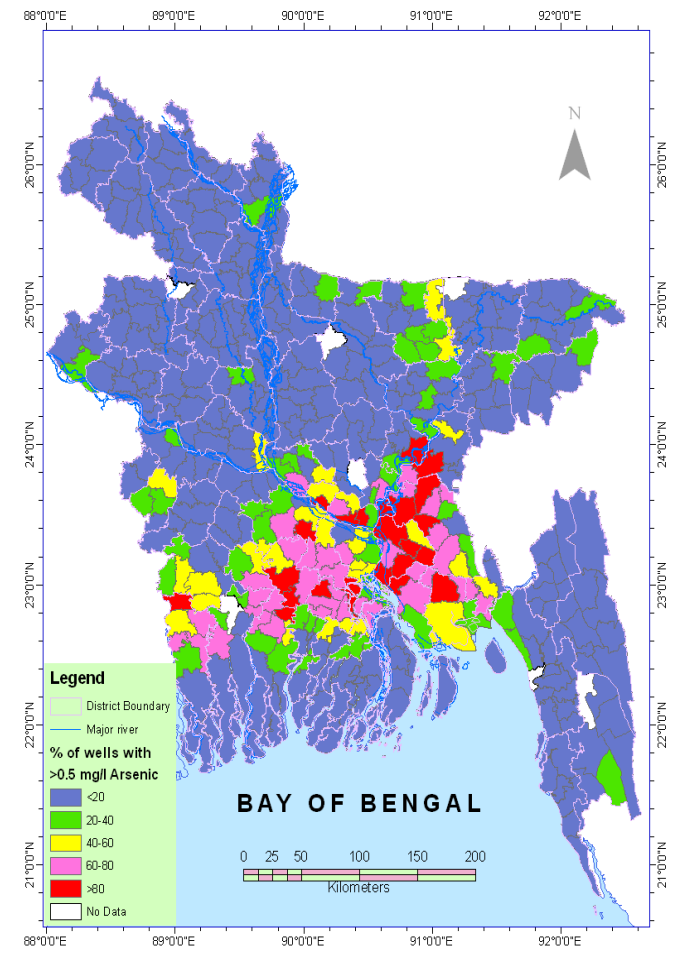 88°0'0"E 89°0'0"E 90°0'0"E 91°0'0"E 92°0'0"E
N
26°0'0"N 26°0'0"N
25°0'0"N 25°0'0"N
24°0'0"N 24°0'0"N
23°0'0"N 23°0'0"N
22°0'0"N 22°0'0"N
21°0'0"N 21°0'0"N
Legend
District Boundary
Major river
% of wells with
>0.5 mg/l Arsenic
<20
20-40
40-60
60-80
>80
No Data
BAY OF BENGAL
0 25 50 100 150 200
Kilometers
88°0'0"E 89°0'0"E 90°0'0"E 91°0'0"E 92°0'0"E